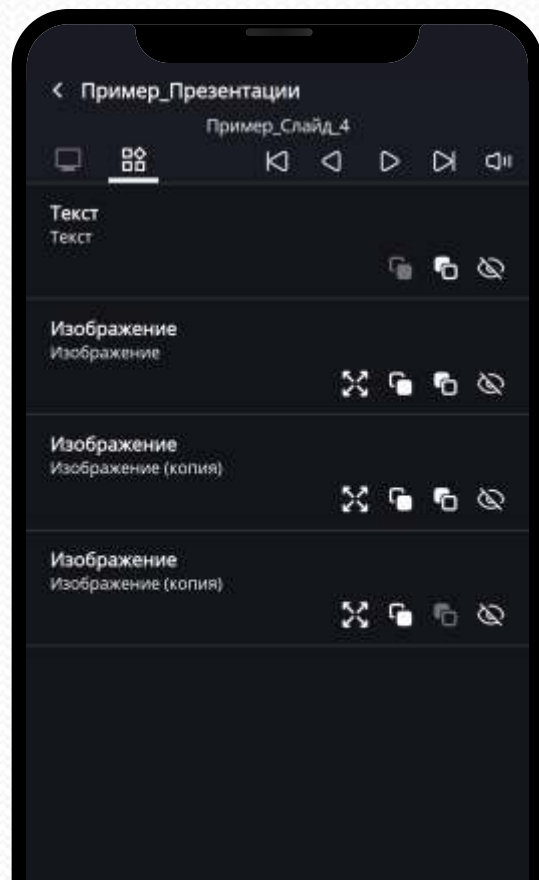 Пример_Презентации
Пример_Слайд_4
Текст
Текст
Изображение
Изображение
Изображение
Изображение (копия)
Изображение
Изображение (копия)